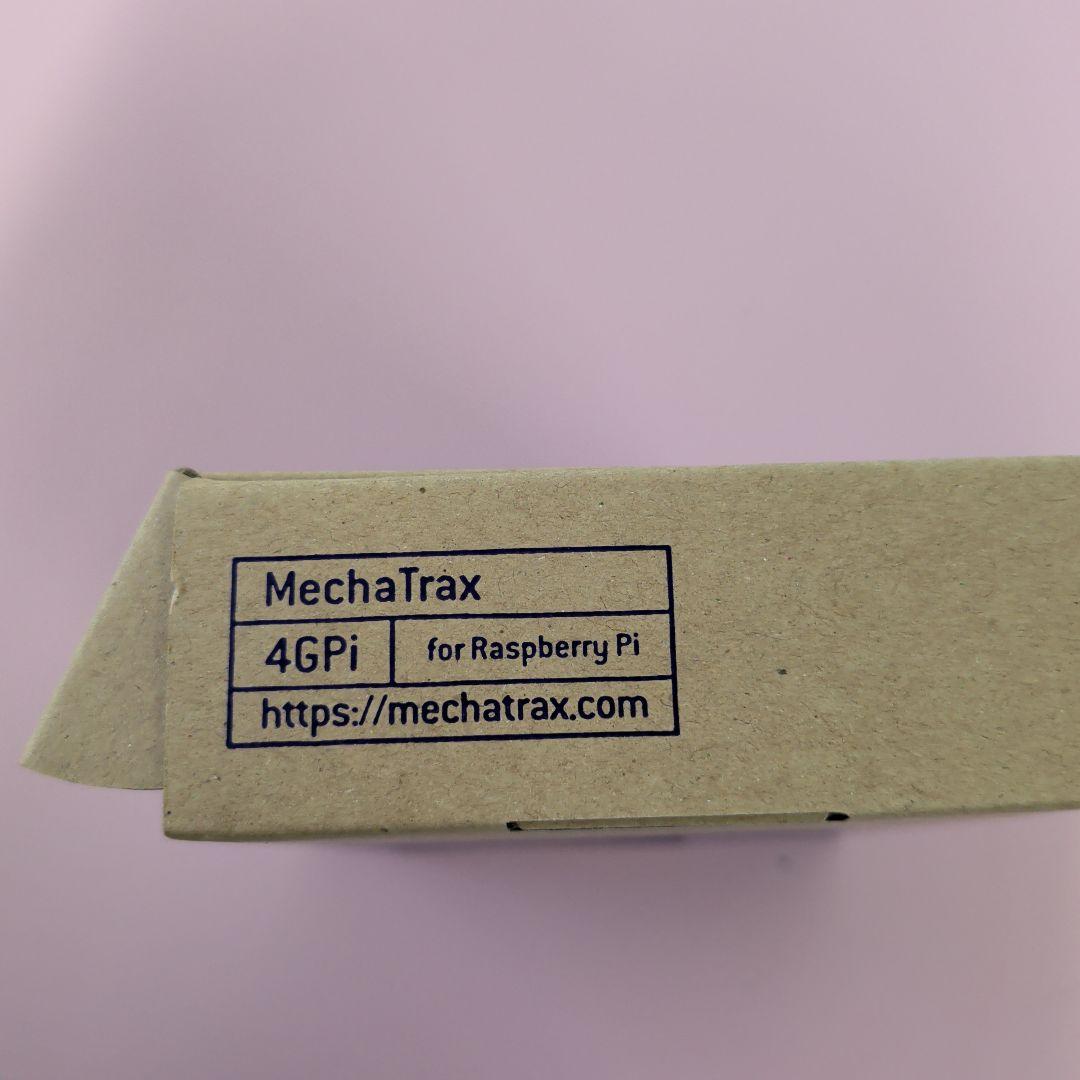 MechaTrax
4GPi for Raspberry Pi
https://mechatrax.com